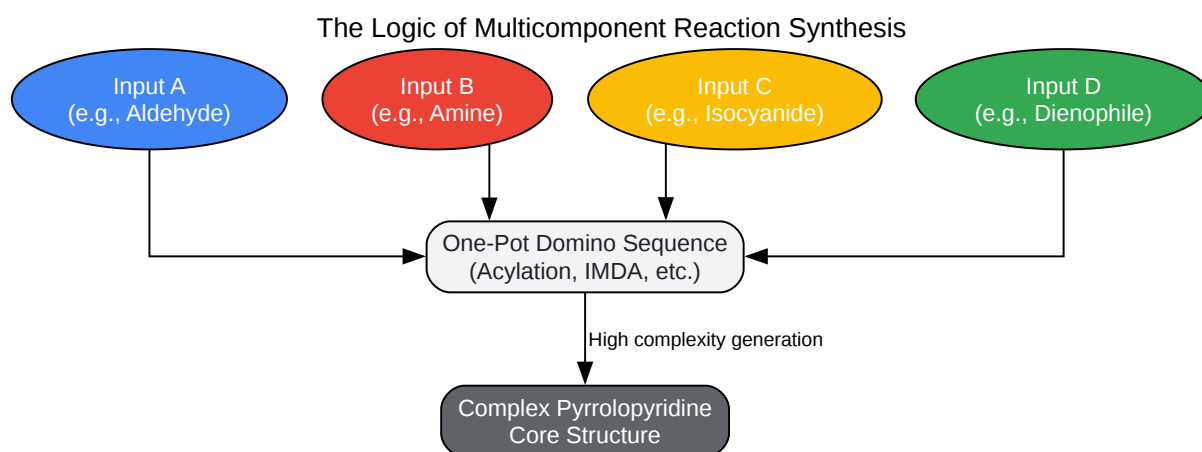 The Logic of Multicomponent Reaction Synthesis
Input A
(e.g., Aldehyde)
Input B
(e.g., Amine)
Input C
(e.g., Isocyanide)
Input D
(e.g., Dienophile)
One-Pot Domino Sequence
(Acylation, IMDA, etc.)
High complexity generation
Complex Pyrrolopyridine
Core Structure